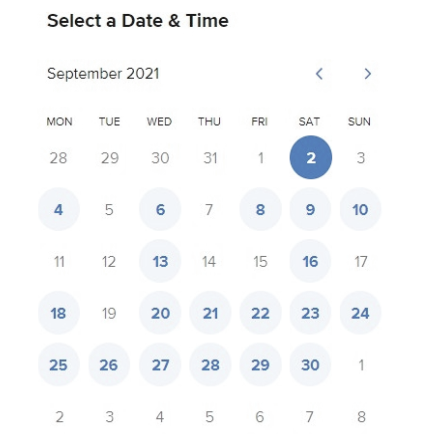 Select a Date & Time
September 2021
MON TUE WED THU FRI SAT SUN
28 29 30 31 1 2 3
4 5 6 7 8 9 10
11 12 13 14 15 16 17
18 19 20 21 22 23 24
25 26 27 28 29 30 1
2 3 4 5 6 7 8